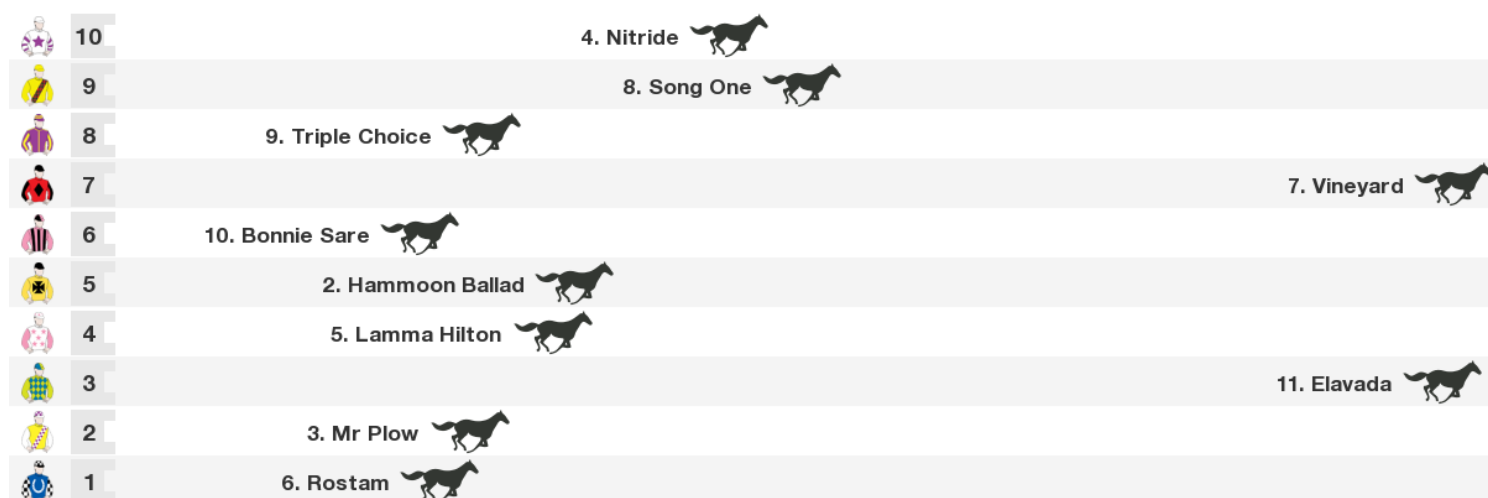 10 4. Nitride
9 8. Song One
8 9. Triple Choice
7 7. Vineyard
6 10. Bonnie Sare
5 2. Hammoon Ballad
4 5. Lamma Hilton
3 11. Elavada
2 3. Mr Plow
1 6. Rostam